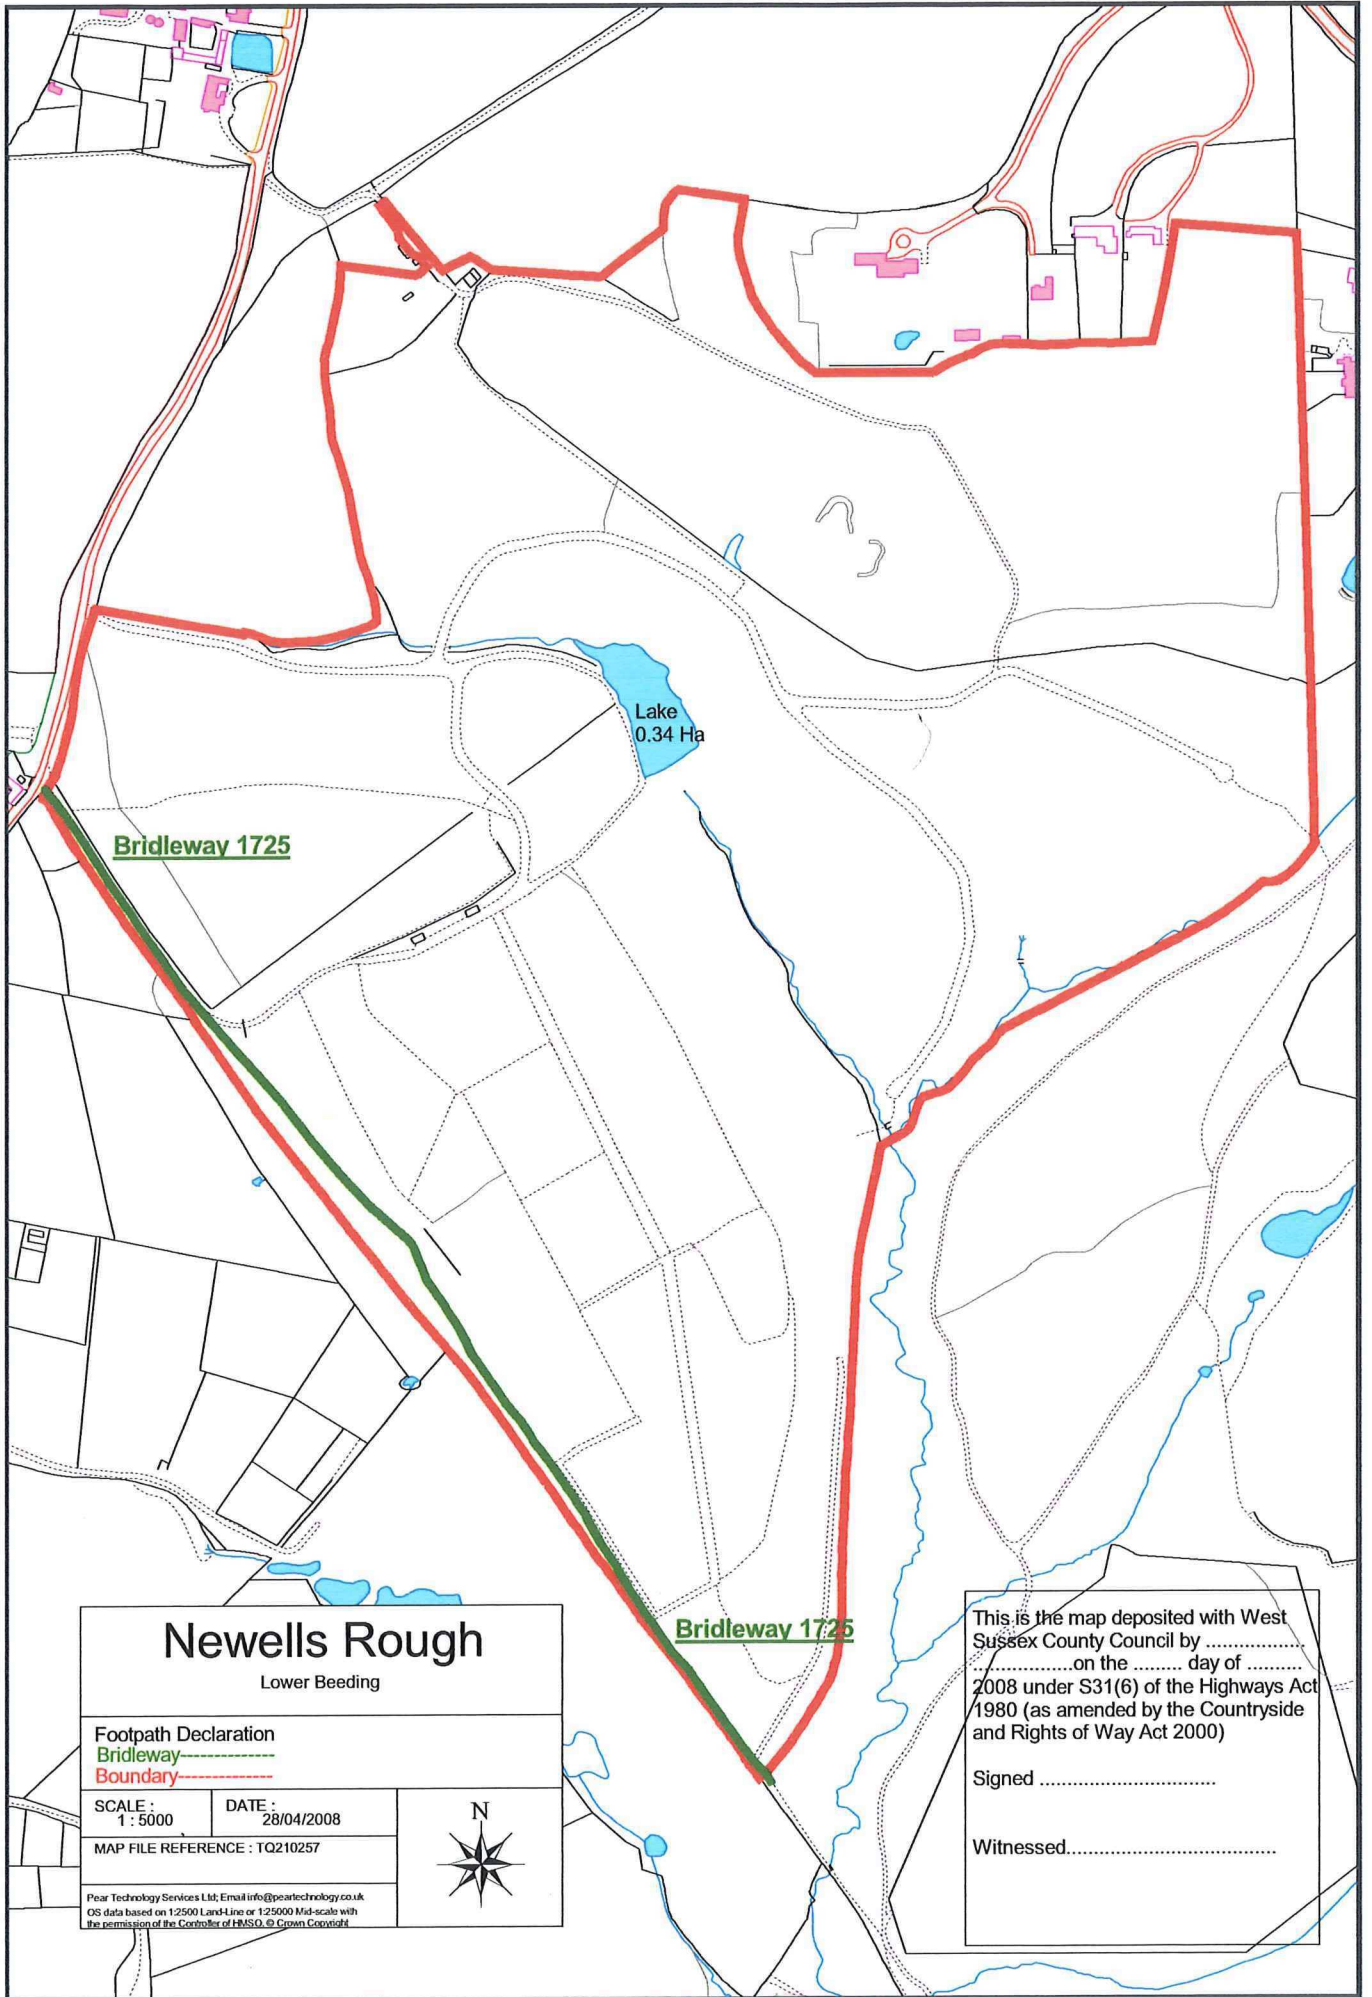 Lake
0.34 Ha
Bridleway 1725
Bridleway 1725
Newells Rough
Lower Beeding
Footpath Declaration
Bridleway--------------
Boundary--------------
SCALE :
1 : 5000
DATE :
28/04/2008
MAP FILE REFERENCE : TQ210257
N
Pear Technology Services Ltd; Email info@peartechnology.co.uk
OS data based on 1:2500 Land-Line or 1:25000 Mid-scale with
the permission of the Controller of HMSO. © Crown Copyright
This is the map deposited with West
Sussex County Council by ..................
..................on the ......... day of ..........
2008 under S31(6) of the Highways Act
1980 (as amended by the Countryside
and Rights of Way Act 2000)
Signed ................................
Witnessed......................................